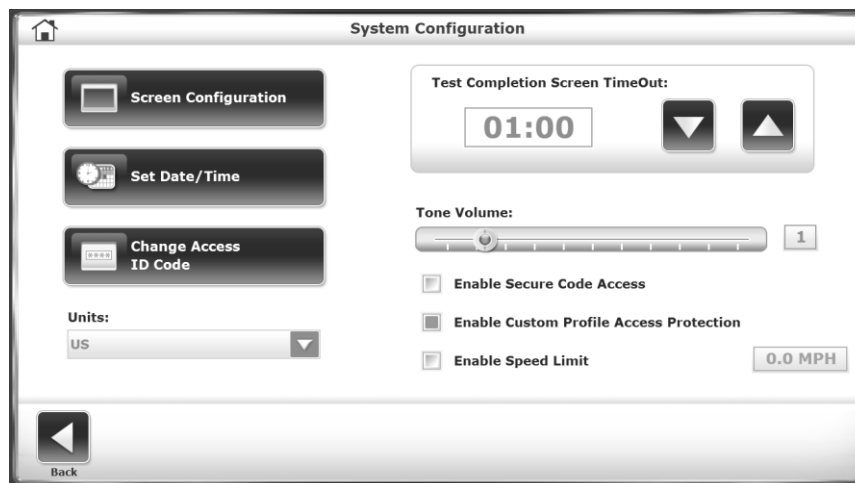 System Configuration
Screen Configuration
Set Date/Time
Change Access
ID Code
Units:
US
Test Completion Screen TimeOut:
01:00
Tone Volume:
1
Enable Secure Code Access
Enable Custom Profile Access Protection
Enable Speed Limit
0.0 MPH
Back